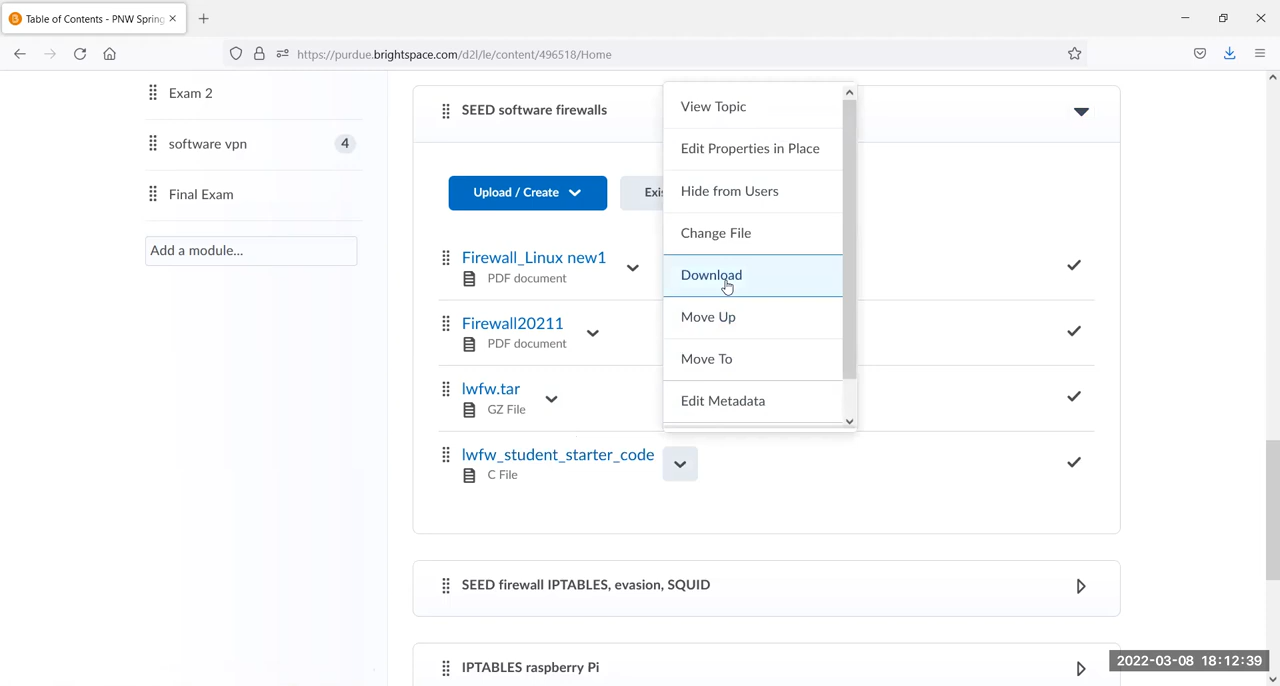 Table of Contents - PNW Spring
https://purdue.brightspace.com/d2l/le/content/496518/Home
Exam 2
software vpn 4
Final Exam
Add a module...
SEED software firewalls
Upload / Create
Exis
Firewall_Linux new1
PDF document
Firewall20211
PDF document
lwfw.tar
GZ File
lwfw_student_starter_code
C File
View Topic
Edit Properties in Place
Hide from Users
Change File
Download
Move Up
Move To
Edit Metadata
SEED firewall IPTABLES, evasion, SQUID
IPTABLES raspberry Pi
2022-03-08 18:12:39